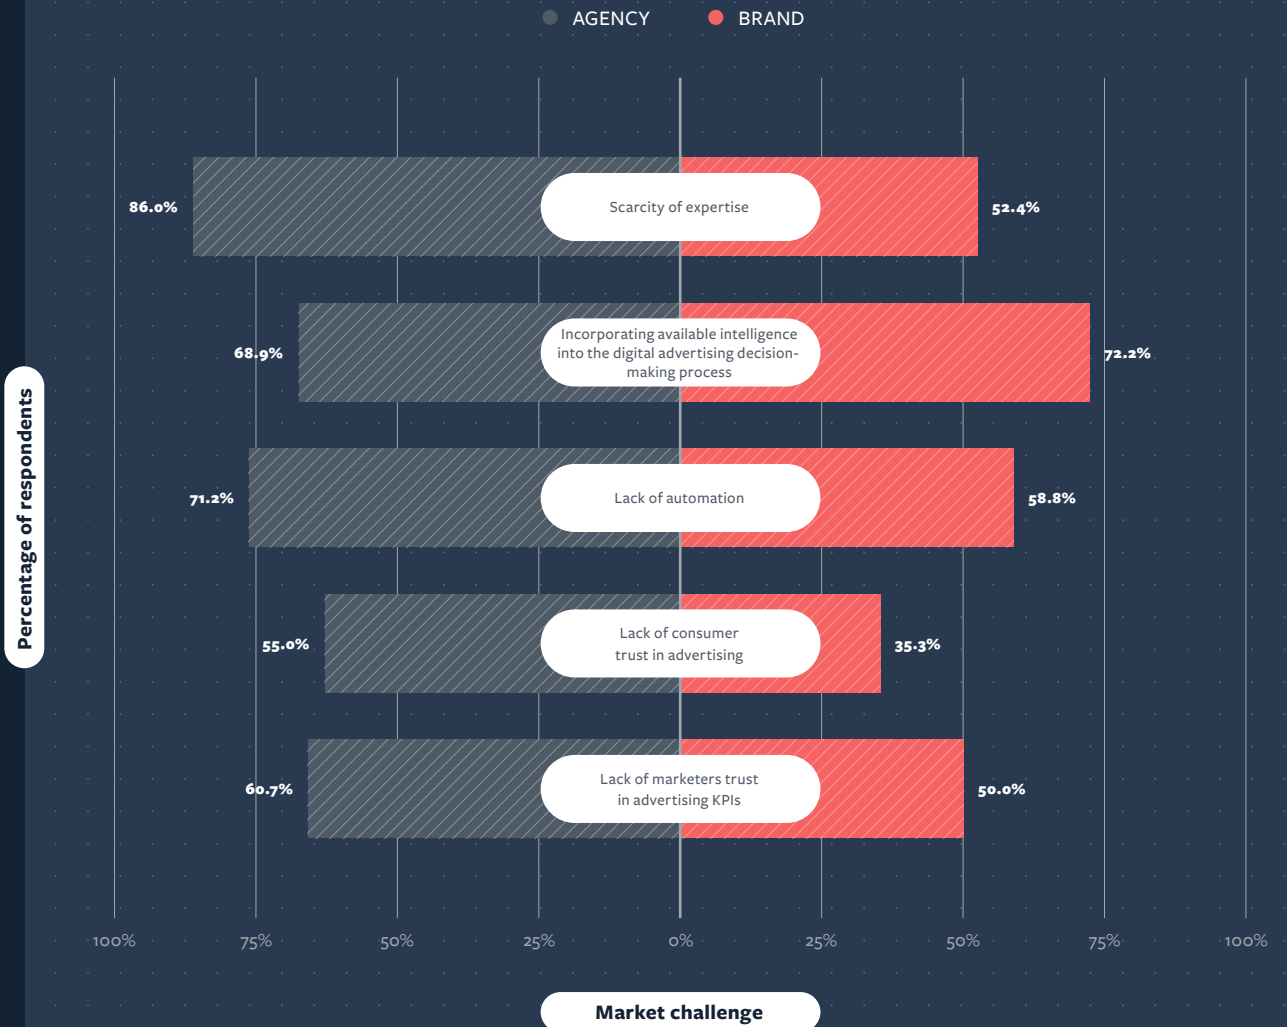 AGENCY
BRAND
86.0%
Scarcity of expertise
52.4%
68.9%
Incorporating available intelligence
into the digital advertising decision-
making process
72.2%
71.2%
Lack of automation
58.8%
55.0%
Lack of consumer
trust in advertising
35.3%
60.7%
Lack of marketers trust
in advertising KPIs
50.0%
Percentage of respondents
100%
75%
50%
25%
0%
25%
50%
75%
100%
Market challenge